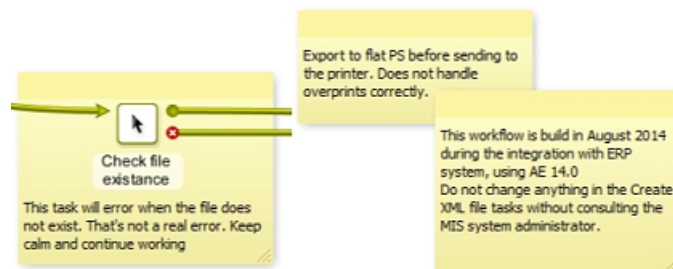 Export to flat PS before sending to
the printer. Does not handle
overprints correctly.
Check file
existance
This task will error when the file does
not exist. That's not a real error. Keep
calm and continue working
This workflow is build in August 2014
during the integration with ERP
system, using AE 14.0
Do not change anything in the Create
XML file tasks without consulting the
MIS system administrator.